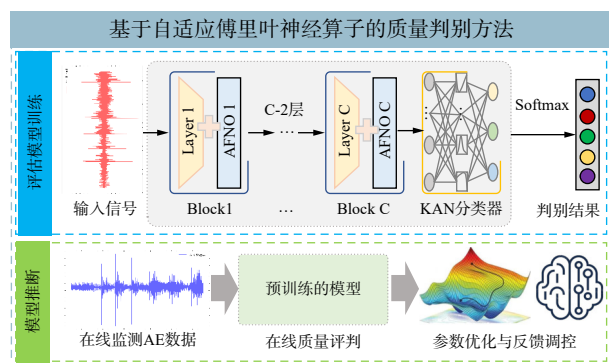 基于自适应傅里叶神经算子的质量判别方法
评估模型训练
Layer 1
AFNO 1
C-2层
…
Layer C
AFNO C
Softmax
输入信号
Block1
…
Block C
KAN分类器
判别结果
模型推断
预训练的模型
在线监测AE数据
在线质量评判
参数优化与反馈调控